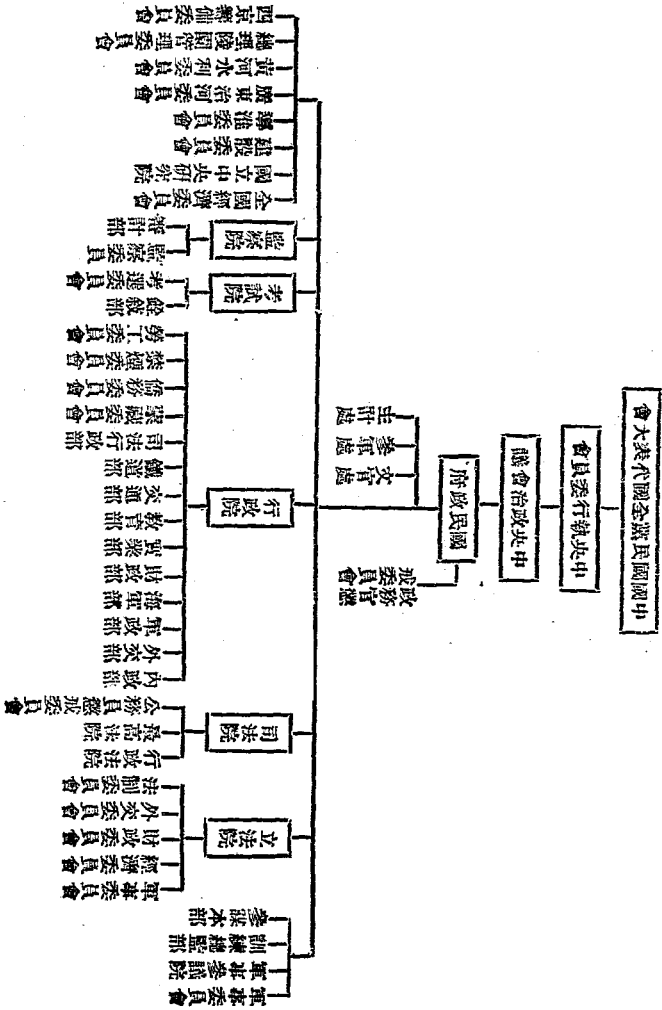 中國國民黨全國代表大會
中央執行委員會
中央政治會議
國民政府
政務官懲戒委員會
文官處
參軍處
主計處
軍事委員會
軍事參議院
訓練總監部
參謀本部
立法院
軍事委員會
經濟委員會
財政委員會
外交委員會
法制委員會
司法院
行政法院
最高法院
公務員懲戒委員會
行政院
內政部
外交部
軍政部
海軍部
財政部
實業部
教育部
交通部
鐵道部
司法行政部
蒙藏委員會
僑務委員會
禁煙委員會
勞工委員會
考試院
銓敘部
考選委員會
監察院
監察委員
審計部
全國經濟委員會
國立中央研究院
建設委員會
導淮委員會
廣東治河委員會
黃河水利委員會
總理陵園管理委員會
西京籌備委員會